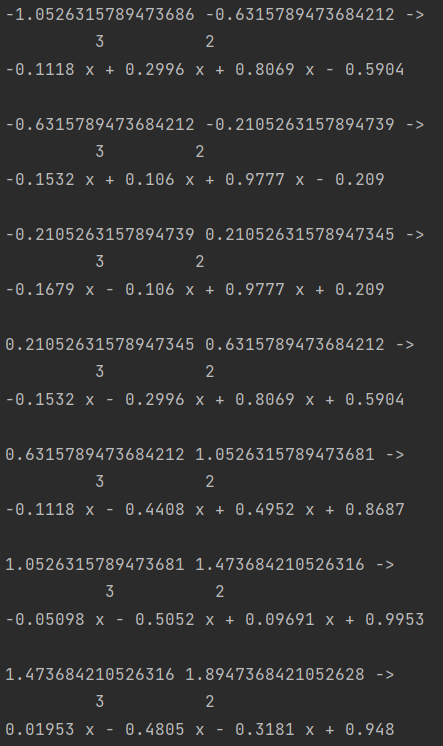 -1.0526315789473686 -0.6315789473684212 ->
         3          2
-0.1118 x + 0.2996 x + 0.8069 x - 0.5904
-0.6315789473684212 -0.2105263157894739 ->
         3         2
-0.1532 x + 0.106 x + 0.9777 x - 0.209
-0.2105263157894739 0.21052631578947345 ->
         3         2
-0.1679 x - 0.106 x + 0.9777 x + 0.209
0.21052631578947345 0.6315789473684212 ->
         3          2
-0.1532 x - 0.2996 x + 0.8069 x + 0.5904
0.6315789473684212 1.0526315789473681 ->
         3          2
-0.1118 x - 0.4408 x + 0.4952 x + 0.8687
1.0526315789473681 1.473684210526316 ->
          3          2
-0.05098 x - 0.5052 x + 0.09691 x + 0.9953
1.473684210526316 1.8947368421052628 ->
         3          2
0.01953 x - 0.4805 x - 0.3181 x + 0.948